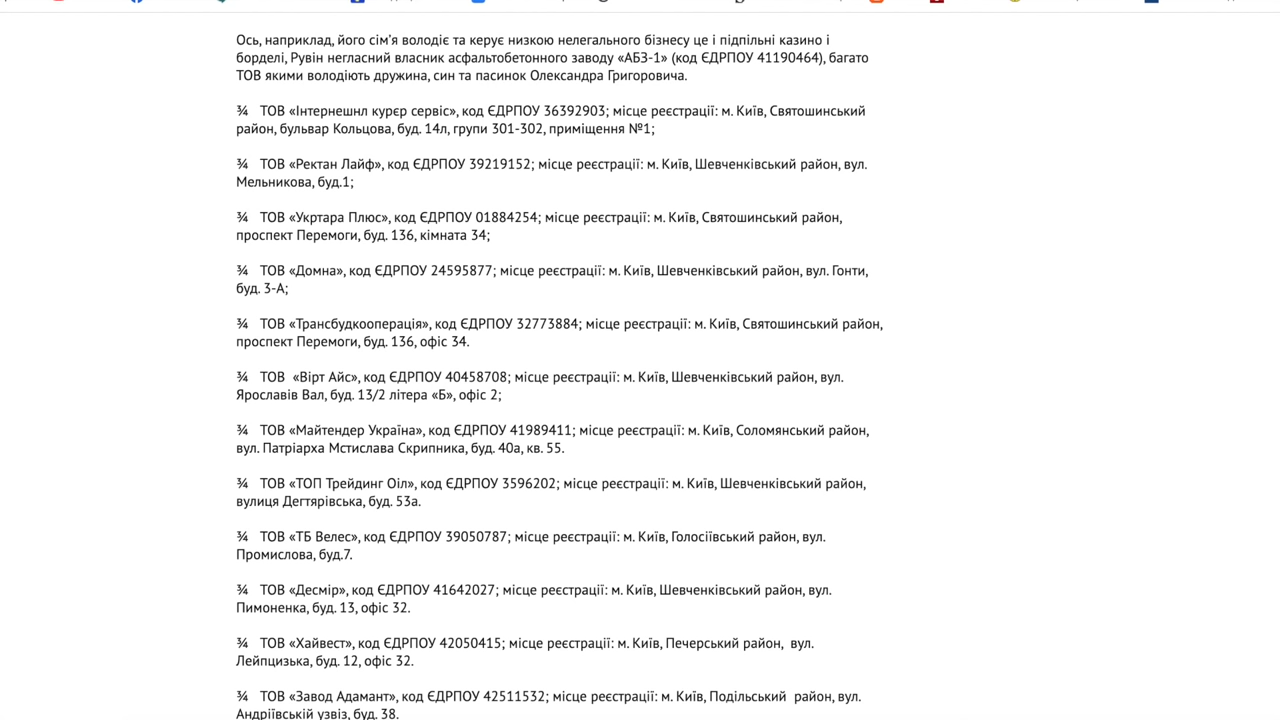 Ось, наприклад, його сім'я володіє та керує низкою нелегального бізнесу це і підпільні казино і
борделі, Рувін негласний власник асфальтобетонного заводу «АБЗ-1» (код ЄДРПОУ 41190464), багато
ТОВ якими володіють дружина, син та пасинок Олександра Григоровича.
¾ ТОВ «Інтернешнл курєр сервіс», код ЄДРПОУ 36392903; місце реєстрації: м. Київ, Святошинський
район, бульвар Кольцова, буд. 14л, групи 301-302, приміщення №1;
¾ ТОВ «Ректан Лайф», код ЄДРПОУ 39219152; місце реєстрації: м. Київ, Шевченківський район, вул.
Мельникова, буд.1;
¾ ТОВ «Укртара Плюс», код ЄДРПОУ 01884254; місце реєстрації: м. Київ, Святошинський район,
проспект Перемоги, буд. 136, кімната 34;
¾ ТОВ «Домна», код ЄДРПОУ 24595877; місце реєстрації: м. Київ, Шевченківський район, вул. Гонти,
буд. 3-А;
¾ ТОВ «Трансбудкооперація», код ЄДРПОУ 32773884; місце реєстрації: м. Київ, Святошинський район,
проспект Перемоги, буд. 136, офіс 34.
¾ ТОВ «Вірт Айс», код ЄДРПОУ 40458708; місце реєстрації: м. Київ, Шевченківський район, вул.
Ярославів Вал, буд. 13/2 літера «Б», офіс 2;
¾ ТОВ «Майтендер Україна», код ЄДРПОУ 41989411; місце реєстрації: м. Київ, Соломянський район,
вул. Патріарха Мстислава Скрипника, буд. 40а, кв. 55.
¾ ТОВ «ТОП Трейдинг Оіл», код ЄДРПОУ 3596202; місце реєстрації: м. Київ, Шевченківський район,
вулиця Дегтярівська, буд. 53а.
¾ ТОВ «ТБ Велес», код ЄДРПОУ 39050787; місце реєстрації: м. Київ, Голосіївський район, вул.
Промислова, буд.7.
¾ ТОВ «Десмір», код ЄДРПОУ 41642027; місце реєстрації: м. Київ, Шевченківський район, вул.
Пимоненка, буд. 13, офіс 32.
¾ ТОВ «Хайвест», код ЄДРПОУ 42050415; місце реєстрації: м. Київ, Печерський район, вул.
Лейпцизька, буд. 12, офіс 32.
¾ ТОВ «Завод Адамант», код ЄДРПОУ 42511532; місце реєстрації: м. Київ, Подільський район, вул.
Андріївській узвіз, буд. 38.